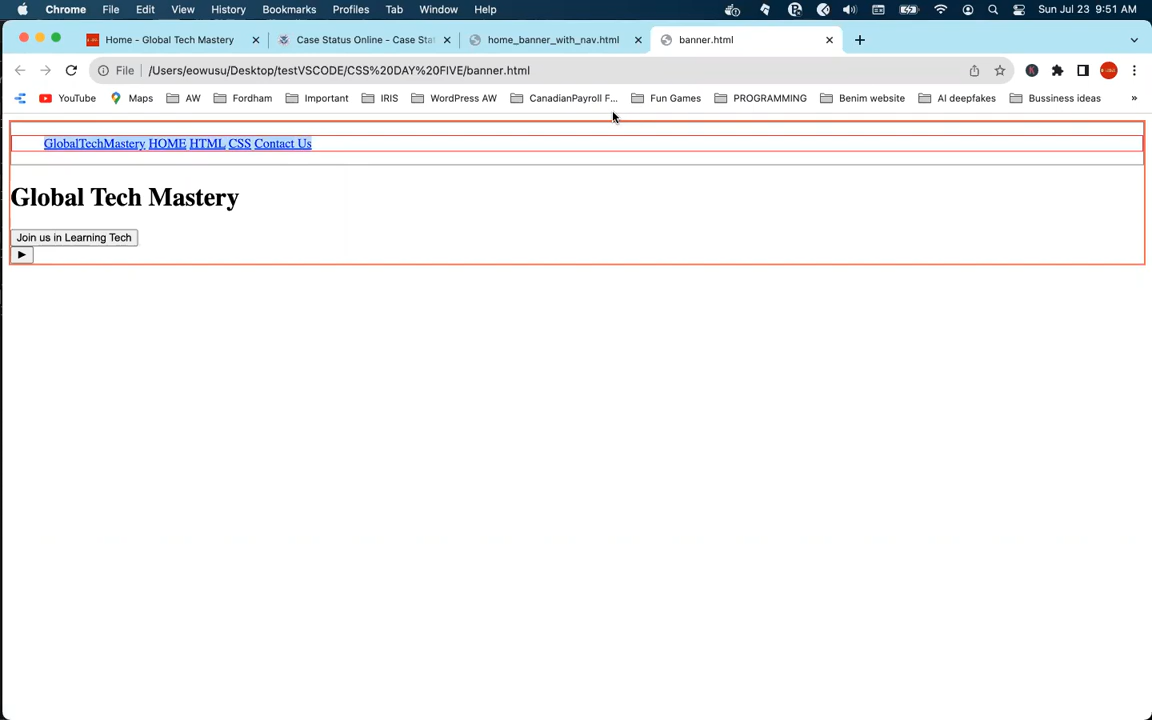 Chrome File Edit View History Bookmarks Profiles Tab Window Help Sun Jul 23 9:51 AM
Home - Global Tech Mastery Case Status Online - Case Sta home_banner_with_nav.html banner.html
File /Users/eowusu/Desktop/testVSCODE/CSS%20DAY%20FIVE/banner.html
YouTube Maps AW Fordham Important IRIS WordPress AW CanadianPayroll F... Fun Games PROGRAMMING Benim website AI deepfakes Bussiness ideas »
GlobalTechMastery HOME HTML CSS Contact Us
Global Tech Mastery
Join us in Learning Tech